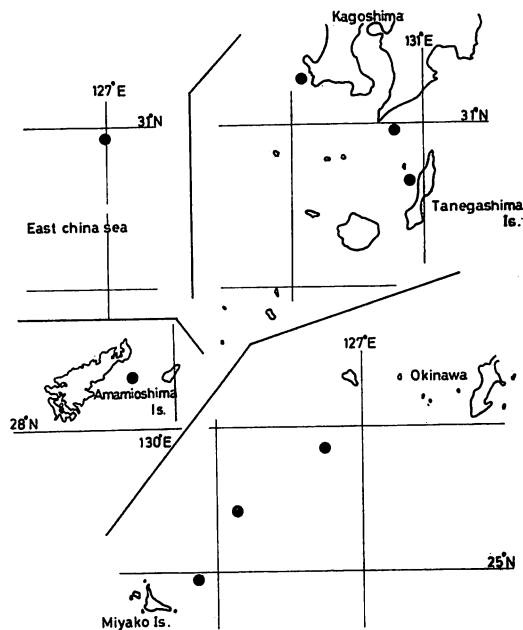 Kagoshima
131°E
127°E
31°N
31°N
East china sea
Tanegashima
Is.
127°E
Okinawa
Amamioshima
Is.
28°N
130°E
25°N
Miyako Is.